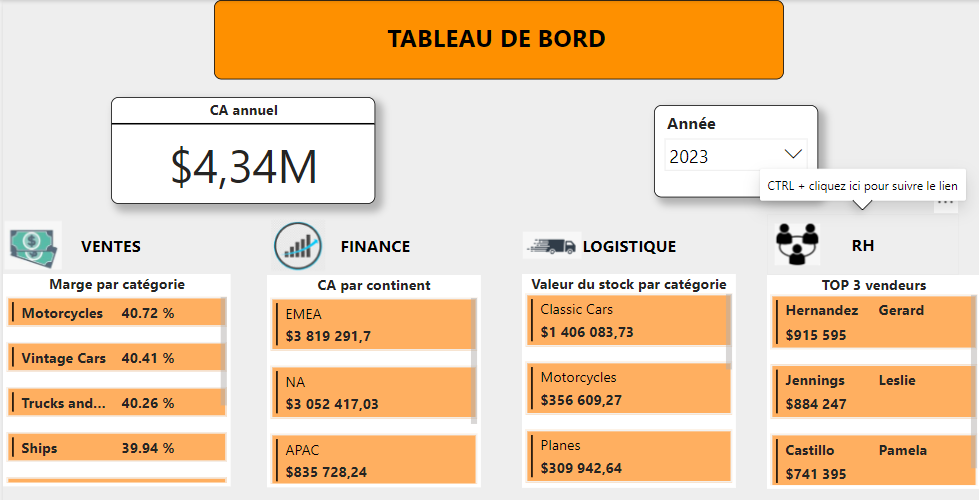 TABLEAU DE BORD
CA annuel
$4,34M
Année
2023
CTRL + cliquez ici pour suivre le lien
VENTES
Marge par catégorie
Motorcycles 40.72 %
Vintage Cars 40.41 %
Trucks and... 40.26 %
Ships 39.94 %
FINANCE
CA par continent
EMEA
$3 819 291,7
NA
$3 052 417,03
APAC
$835 728,24
LOGISTIQUE
Valeur du stock par catégorie
Classic Cars
$1 406 083,73
Motorcycles
$356 609,27
Planes
$309 942,64
RH
TOP 3 vendeurs
Hernandez Gerard
$915 595
Jennings Leslie
$884 247
Castillo Pamela
$741 395